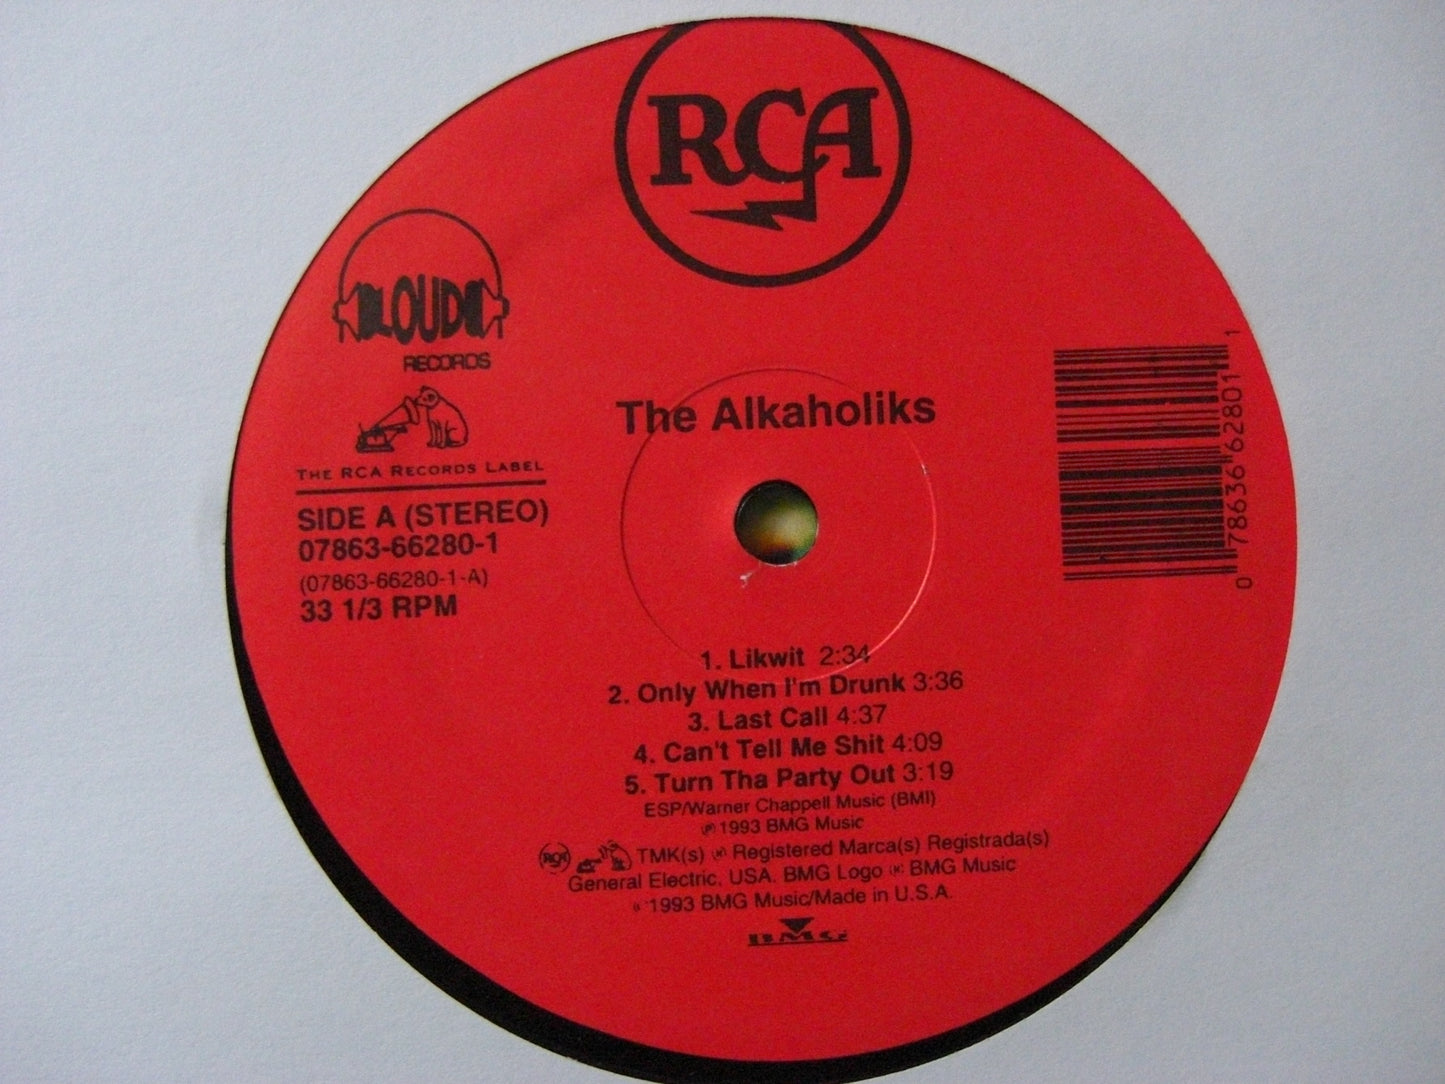 RCA
LOUD
RECORDS
THE RCA RECORDS LABEL
SIDE A (STEREO)
07863-66280-1
(07863-66280-1-A)
33 1/3 RPM
The Alkaholiks
0 78636 62801 1
1. Likwit 2:34
2. Only When I'm Drunk 3:36
3. Last Call 4:37
4. Can't Tell Me Shit 4:09
5. Turn Tha Party Out 3:19
ESP/Warner Chappell Music (BMI)
℗ 1993 BMG Music
RCA TMK(s) ® Registered Marca(s) Registrada(s)
General Electric, USA. BMG Logo ® BMG Music
© 1993 BMG Music/Made in U.S.A.
BMG